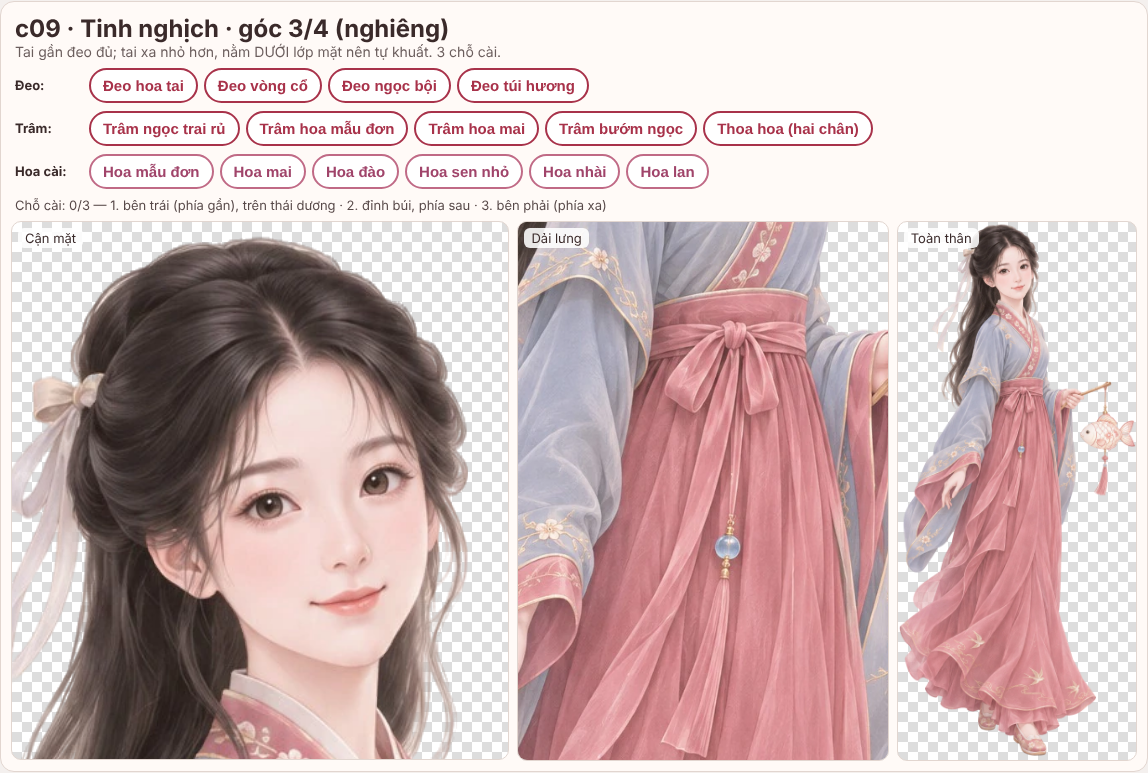 c09 · Tinh nghịch · góc 3/4 (nghiêng)
Tai gần đeo đủ; tai xa nhỏ hơn, nằm DƯỚI lớp mặt nên tự khuất. 3 chỗ cài.
Đeo: Đeo hoa tai Đeo vòng cổ Đeo ngọc bội Đeo túi hương
Trâm: Trâm ngọc trai rủ Trâm hoa mẫu đơn Trâm hoa mai Trâm bướm ngọc Thoa hoa (hai chân)
Hoa cài: Hoa mẫu đơn Hoa mai Hoa đào Hoa sen nhỏ Hoa nhài Hoa lan
Chỗ cài: 0/3 — 1. bên trái (phía gần), trên thái dương · 2. đỉnh búi, phía sau · 3. bên phải (phía xa)
Cận mặt Dải lưng Toàn thân